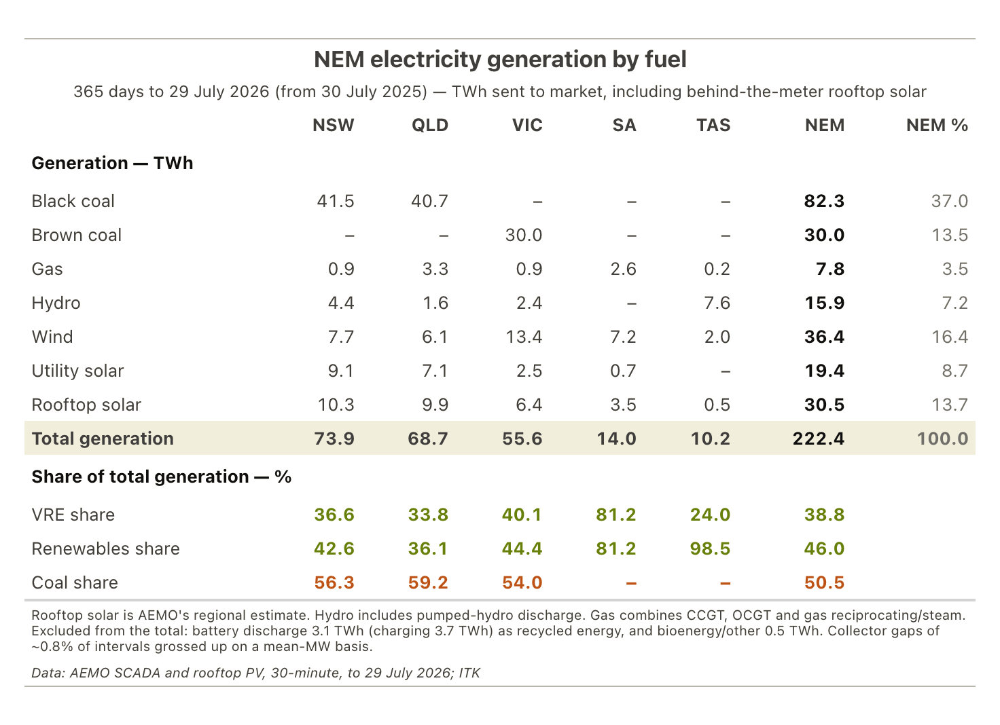 NEM electricity generation by fuel
365 days to 29 July 2026 (from 30 July 2025) — TWh sent to market, including behind-the-meter rooftop solar
NSW QLD VIC SA TAS NEM NEM %
Generation — TWh
Black coal 41.5 40.7 – – – 82.3 37.0
Brown coal – – 30.0 – – 30.0 13.5
Gas 0.9 3.3 0.9 2.6 0.2 7.8 3.5
Hydro 4.4 1.6 2.4 – 7.6 15.9 7.2
Wind 7.7 6.1 13.4 7.2 2.0 36.4 16.4
Utility solar 9.1 7.1 2.5 0.7 – 19.4 8.7
Rooftop solar 10.3 9.9 6.4 3.5 0.5 30.5 13.7
Total generation 73.9 68.7 55.6 14.0 10.2 222.4 100.0
Share of total generation — %
VRE share 36.6 33.8 40.1 81.2 24.0 38.8
Renewables share 42.6 36.1 44.4 81.2 98.5 46.0
Coal share 56.3 59.2 54.0 – – 50.5
Rooftop solar is AEMO's regional estimate. Hydro includes pumped-hydro discharge. Gas combines CCGT, OCGT and gas reciprocating/steam.
Excluded from the total: battery discharge 3.1 TWh (charging 3.7 TWh) as recycled energy, and bioenergy/other 0.5 TWh. Collector gaps of
~0.8% of intervals grossed up on a mean-MW basis.
Data: AEMO SCADA and rooftop PV, 30-minute, to 29 July 2026; ITK